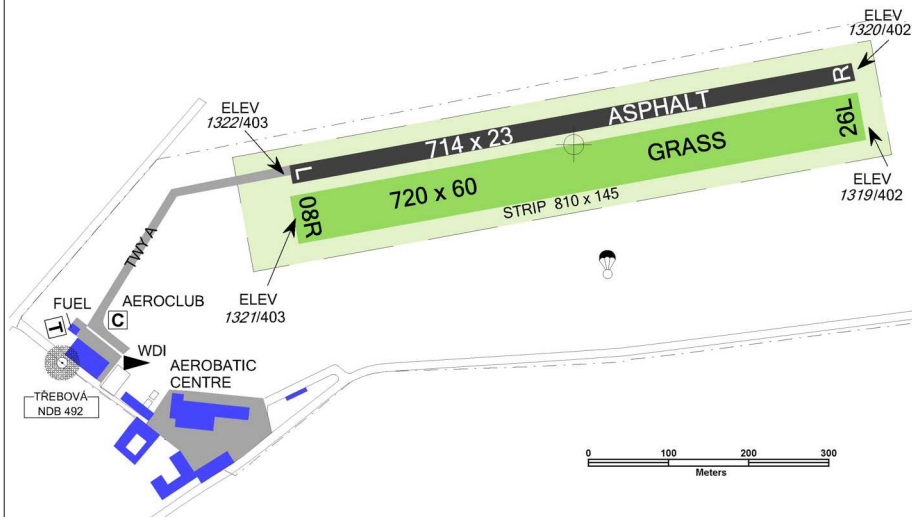 ELEV
1320/402
ELEV
1322/403
R
ASPHALT
714 x 23
L
26L
GRASS
720 x 60
08R
STRIP 810 x 145
ELEV
1319/402
ELEV
1321/403
TWY A
FUEL
AEROCLUB
T
C
WDI
AEROBATIC
CENTRE
TŘEBOVÁ
NDB 492
0 100 200 300
Meters